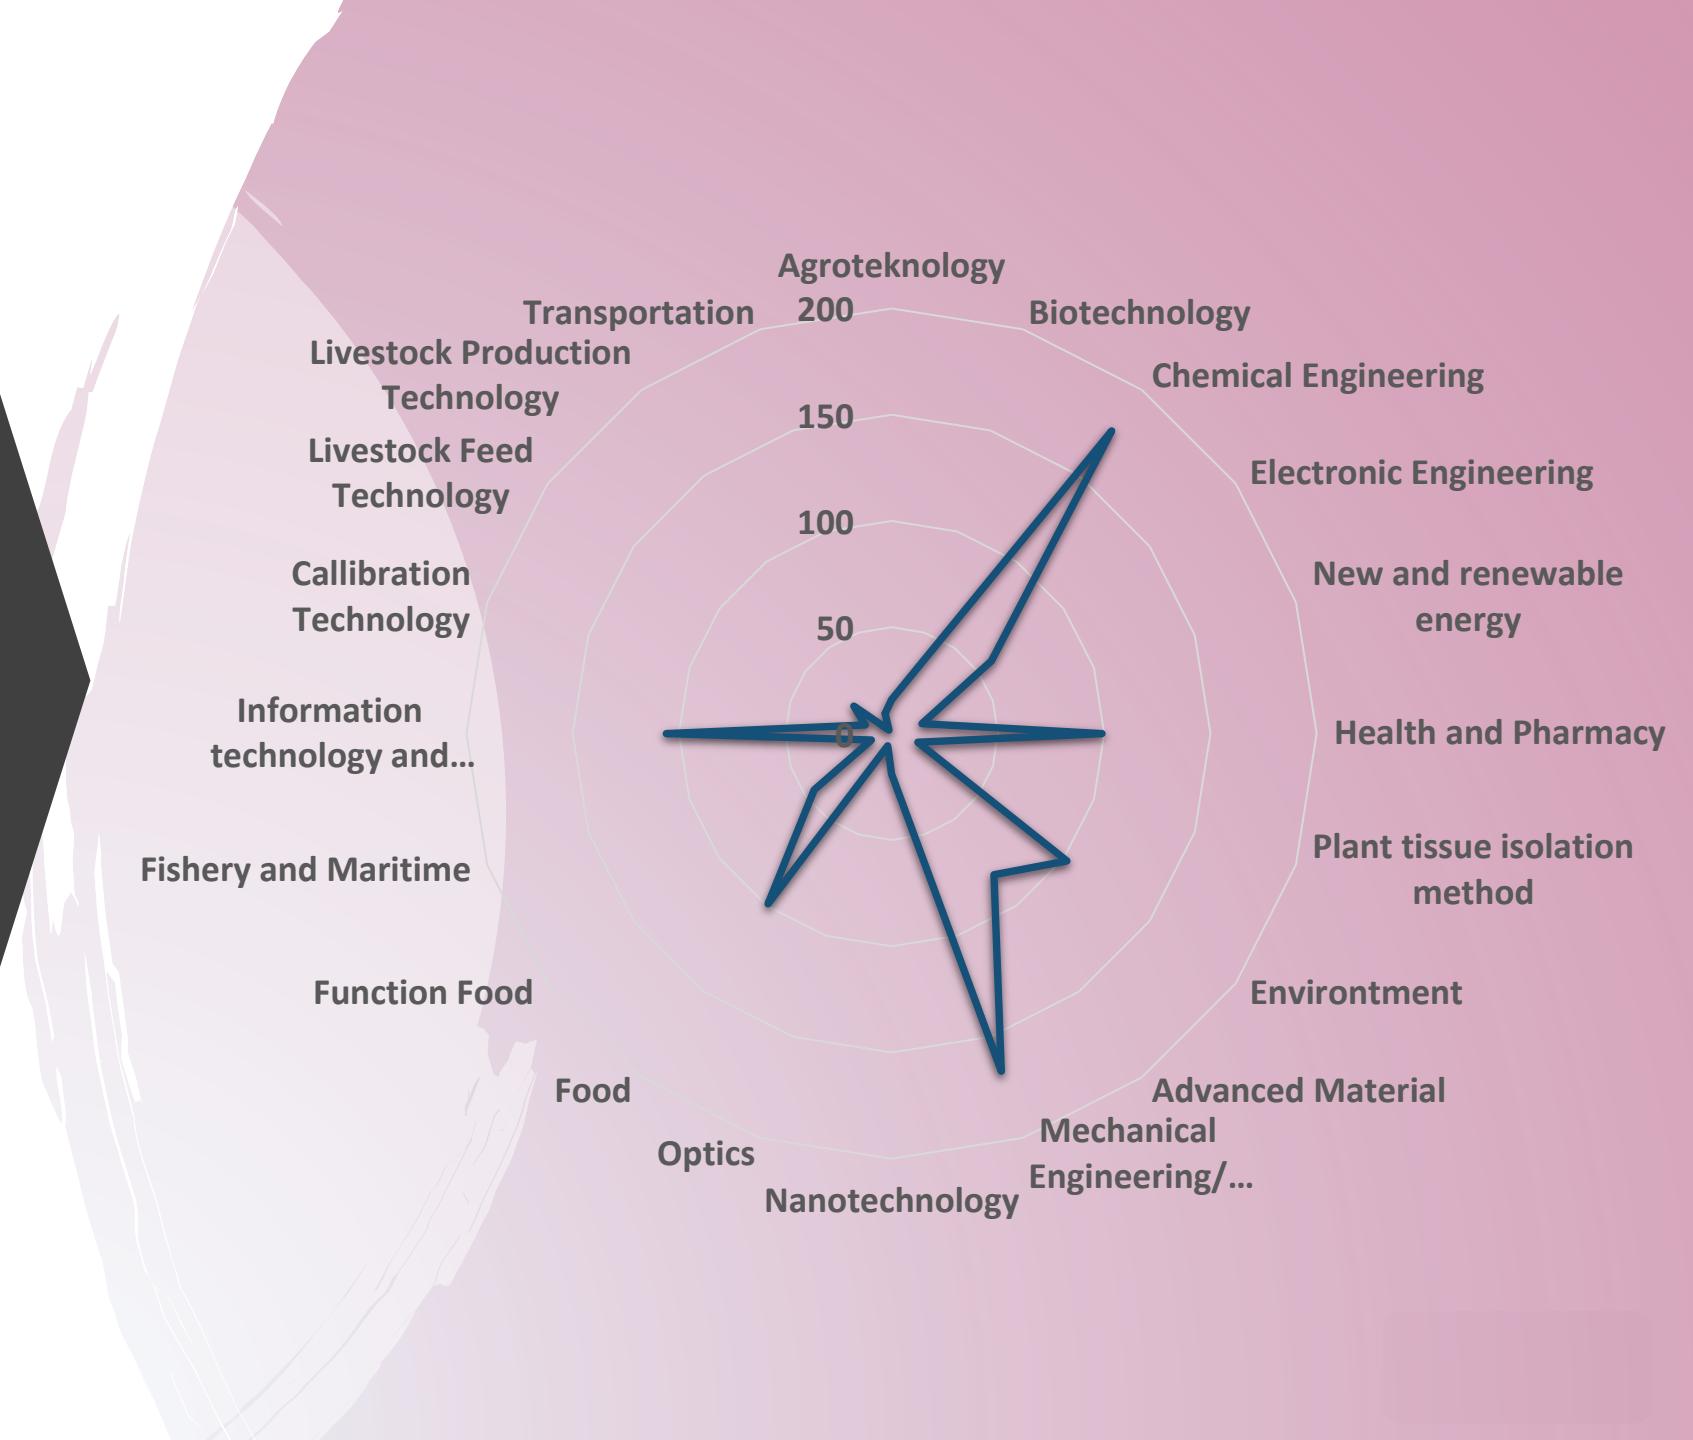 Agroteknology
Biotechnology
Chemical Engineering
Electronic Engineering
New and renewable
energy
Health and Pharmacy
Plant tissue isolation
method
Environtment
Advanced Material
Mechanical
Engineering/…
Nanotechnology
Optics
Food
Function Food
Fishery and Maritime
Information
technology and…
Callibration
Technology
Livestock Feed
Technology
Livestock Production
Technology
Transportation
200
150
100
50
0